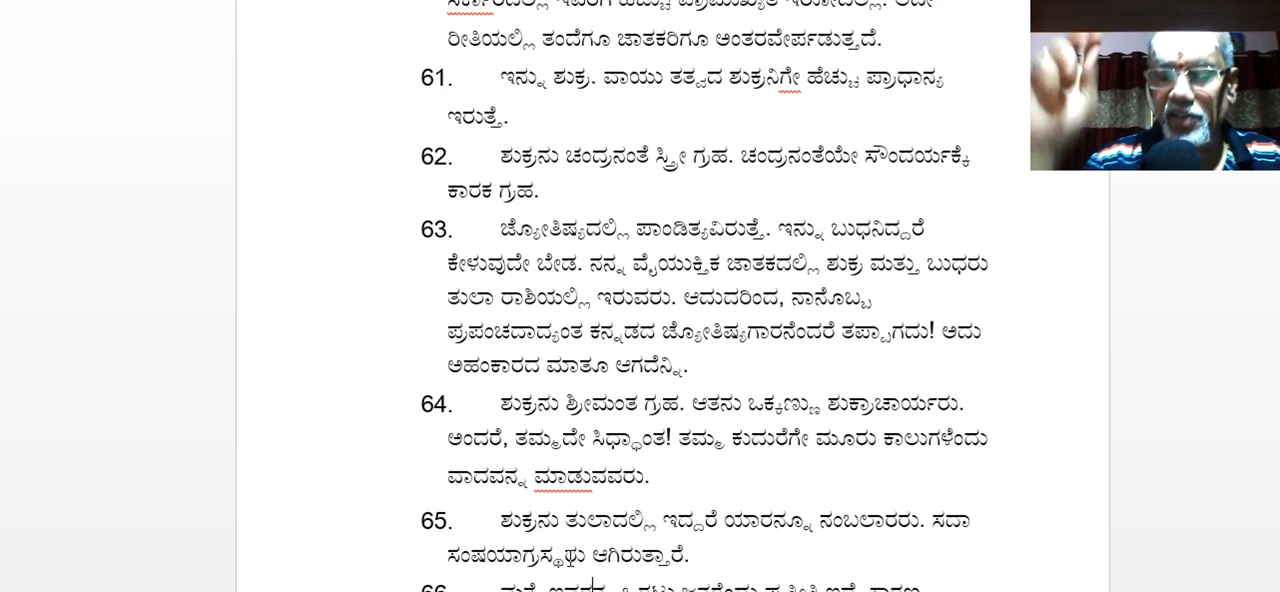 ರೀತಿಯಲ್ಲಿ ತಂದೆಗೂ ಜಾತಕರಿಗೂ ಅಂತರವೇರ್ಪಡುತ್ತದೆ.
61. ಇನ್ನು ಶುಕ್ರ. ವಾಯು ತತ್ವದ ಶುಕ್ರನಿಗೇ ಹೆಚ್ಚು ಪ್ರಾಧಾನ್ಯ
ಇರುತ್ತೆ.
62. ಶುಕ್ರನು ಚಂದ್ರನಂತೆ ಸ್ತ್ರೀ ಗ್ರಹ. ಚಂದ್ರನಂತೆಯೇ ಸೌಂದರ್ಯಕ್ಕೆ
ಕಾರಕ ಗ್ರಹ.
63. ಜ್ಯೋತಿಷ್ಯದಲ್ಲಿ ಪಾಂಡಿತ್ಯವಿರುತ್ತೆ. ಇನ್ನು ಬುಧನಿದ್ದರೆ
ಕೇಳುವುದೇ ಬೇಡ. ನನ್ನ ವೈಯುಕ್ತಿಕ ಜಾತಕದಲ್ಲಿ ಶುಕ್ರ ಮತ್ತು ಬುಧರು
ತುಲಾ ರಾಶಿಯಲ್ಲಿ ಇರುವರು. ಆದುದರಿಂದ, ನಾನೊಬ್ಬ
ಪ್ರಪಂಚದಾದ್ಯಂತ ಕನ್ನಡದ ಜ್ಯೋತಿಷ್ಯಗಾರನೆಂದರೆ ತಪ್ಪಾಗದು! ಅದು
ಅಹಂಕಾರದ ಮಾತೂ ಆಗದೆನ್ನಿ.
64. ಶುಕ್ರನು ಶ್ರೀಮಂತ ಗ್ರಹ. ಆತನು ಒಕ್ಕಣ್ಣು ಶುಕ್ರಾಚಾರ್ಯರು.
ಅಂದರೆ, ತಮ್ಮದೇ ಸಿಧ್ಧಾಂತ! ತಮ್ಮ ಕುದುರೆಗೇ ಮೂರು ಕಾಲುಗಳೆಂದು
ವಾದವನ್ನ ಮಾಡುವವರು.
65. ಶುಕ್ರನು ತುಲಾದಲ್ಲಿ ಇದ್ದರೆ ಯಾರನ್ನೂ ನಂಬಲಾರರು. ಸದಾ
ಸಂಷಯಾಗ್ರಸ್ಥಥು ಆಗಿರುತ್ತಾರೆ.